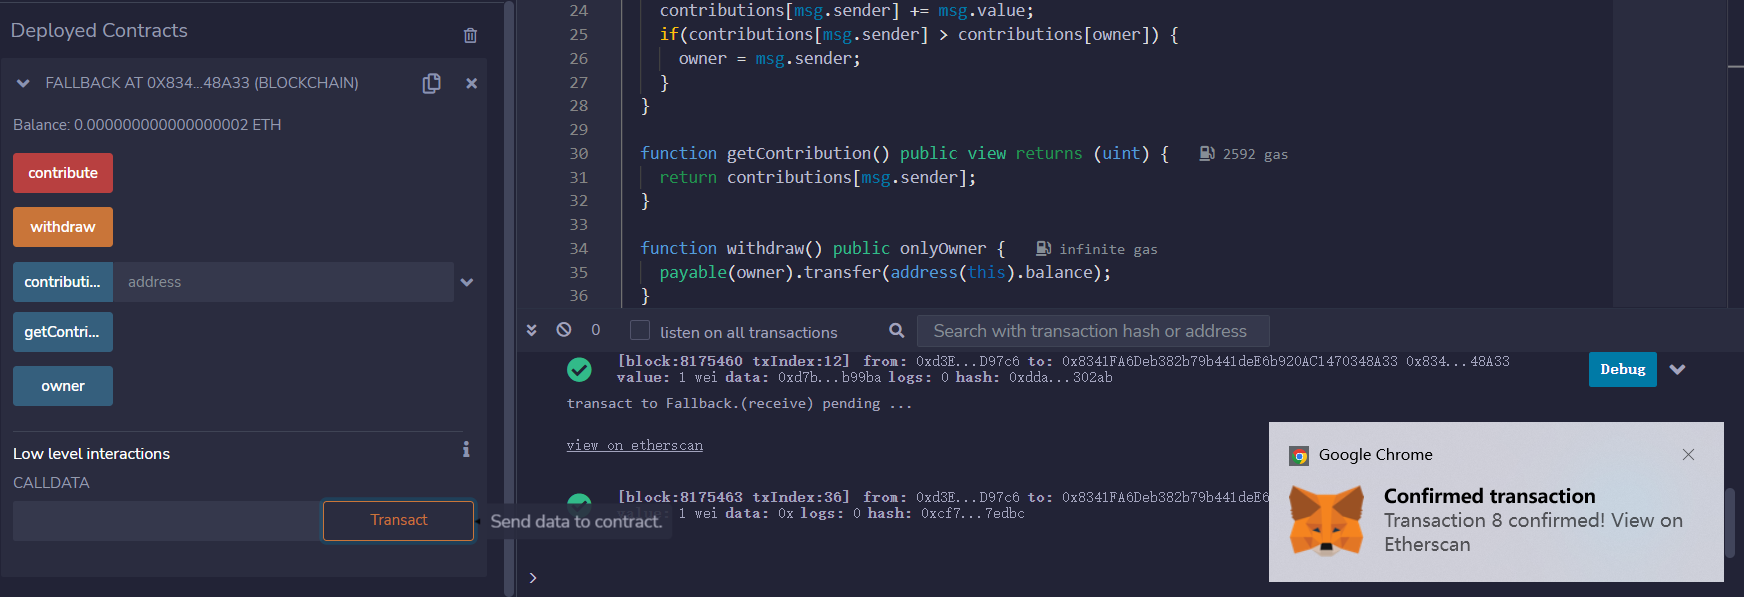 Deployed Contracts
FALLBACK AT 0X834...48A33 (BLOCKCHAIN)
Balance: 0.000000000000000002 ETH
contribute
withdraw
contributi...
address
getContri...
owner
Low level interactions
i
CALLDATA
Transact
Send data to contract.
24 contributions[msg.sender] += msg.value;
25 if(contributions[msg.sender] > contributions[owner]) {
26 owner = msg.sender;
27 }
28 }
29
30 function getContribution() public view returns (uint) { 2592 gas
31 return contributions[msg.sender];
32 }
33
34 function withdraw() public onlyOwner { infinite gas
35 payable(owner).transfer(address(this).balance);
36 }
0 listen on all transactions Search with transaction hash or address
[block:8175460 txIndex:12] from: 0xd3E...D97c6 to: 0x8341FA6Deb382b79b441deE6b920AC1470348A33 0x834...48A33
value: 1 wei data: 0xd7b...b99ba logs: 0 hash: 0xdda...302ab
Debug
transact to Fallback.(receive) pending ...
view on etherscan
[block:8175463 txIndex:36] from: 0xd3E...D97c6 to: 0x8341FA6Deb382b79b441deE6
1 wei data: 0x logs: 0 hash: 0xcf7...7edbc
>
Google Chrome
Confirmed transaction
Transaction 8 confirmed! View on
Etherscan